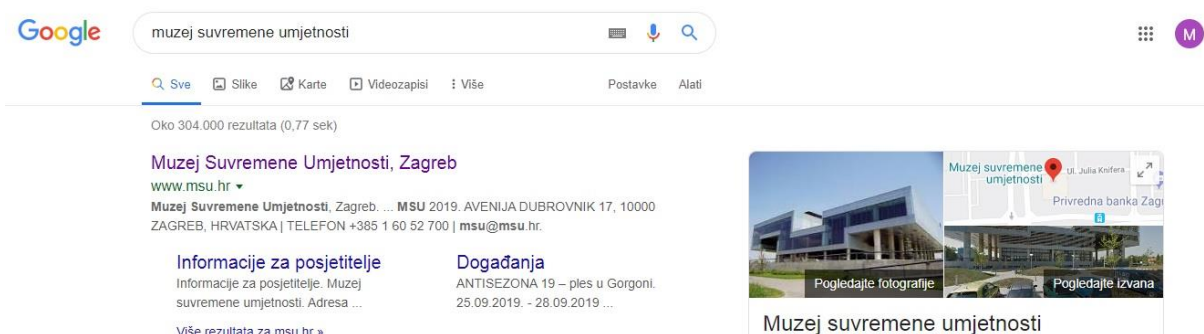 Google
muzej suvremene umjetnosti
M
Sve Slike Karte Videozapisi Više Postavke Alati
Oko 304.000 rezultata (0,77 sek)
Muzej Suvremene Umjetnosti, Zagreb
www.msu.hr
Muzej Suvremene Umjetnosti, Zagreb. ... MSU 2019. AVENIJA DUBROVNIK 17, 10000
ZAGREB, HRVATSKA | TELEFON +385 1 60 52 700 | msu@msu.hr.
Informacije za posjetitelje
Informacije za posjetitelje. Muzej
suvremene umjetnosti. Adresa ...
Događanja
ANTISEZONA 19 – ples u Gorgoni.
25.09.2019. - 28.09.2019 ...
Više rezultata za msu.hr »
Muzej suvremene
umjetnosti
Ul. Julia Knifera
Privredna banka Zagr
Pogledajte fotografije
Pogledajte izvana
Muzej suvremene umjetnosti